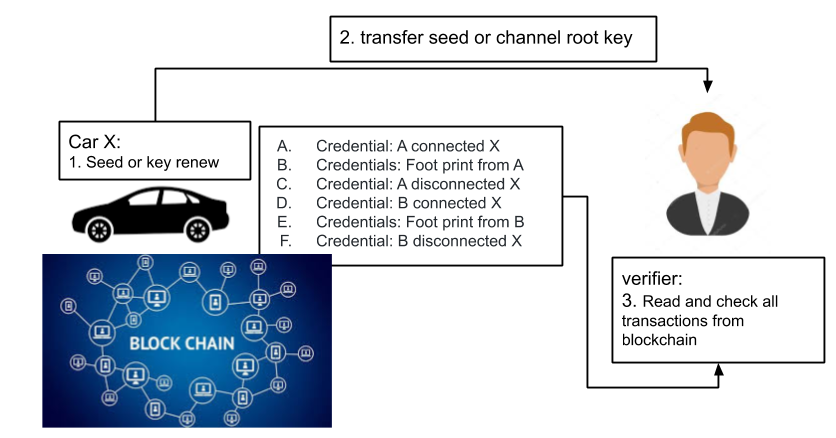 2. transfer seed or channel root key
Car X:
1. Seed or key renew
A. Credential: A connected X
B. Credentials: Foot print from A
C. Credential: A disconnected X
D. Credential: B connected X
E. Credentials: Foot print from B
F. Credential: B disconnected X
BLOCK CHAIN
verifier:
3. Read and check all
transactions from
blockchain